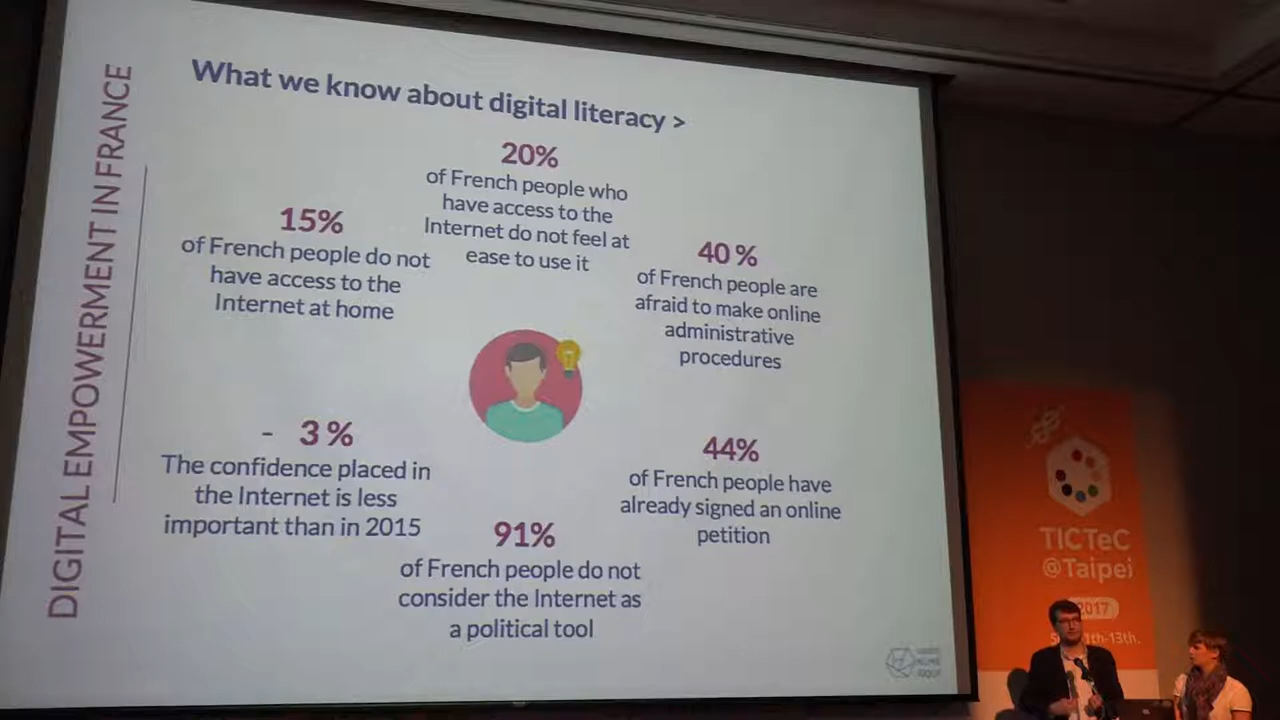 DIGITAL EMPOWERMENT IN FRANCE
What we know about digital literacy >
20%
of French people who
have access to the
Internet do not feel at
ease to use it
15%
of French people do not
have access to the
Internet at home
40 %
of French people are
afraid to make online
administrative
procedures
- 3 %
The confidence placed in
the Internet is less
important than in 2015
44%
of French people have
already signed an online
petition
91%
of French people do not
consider the Internet as
a political tool
TICTeC
@Taipei
2017